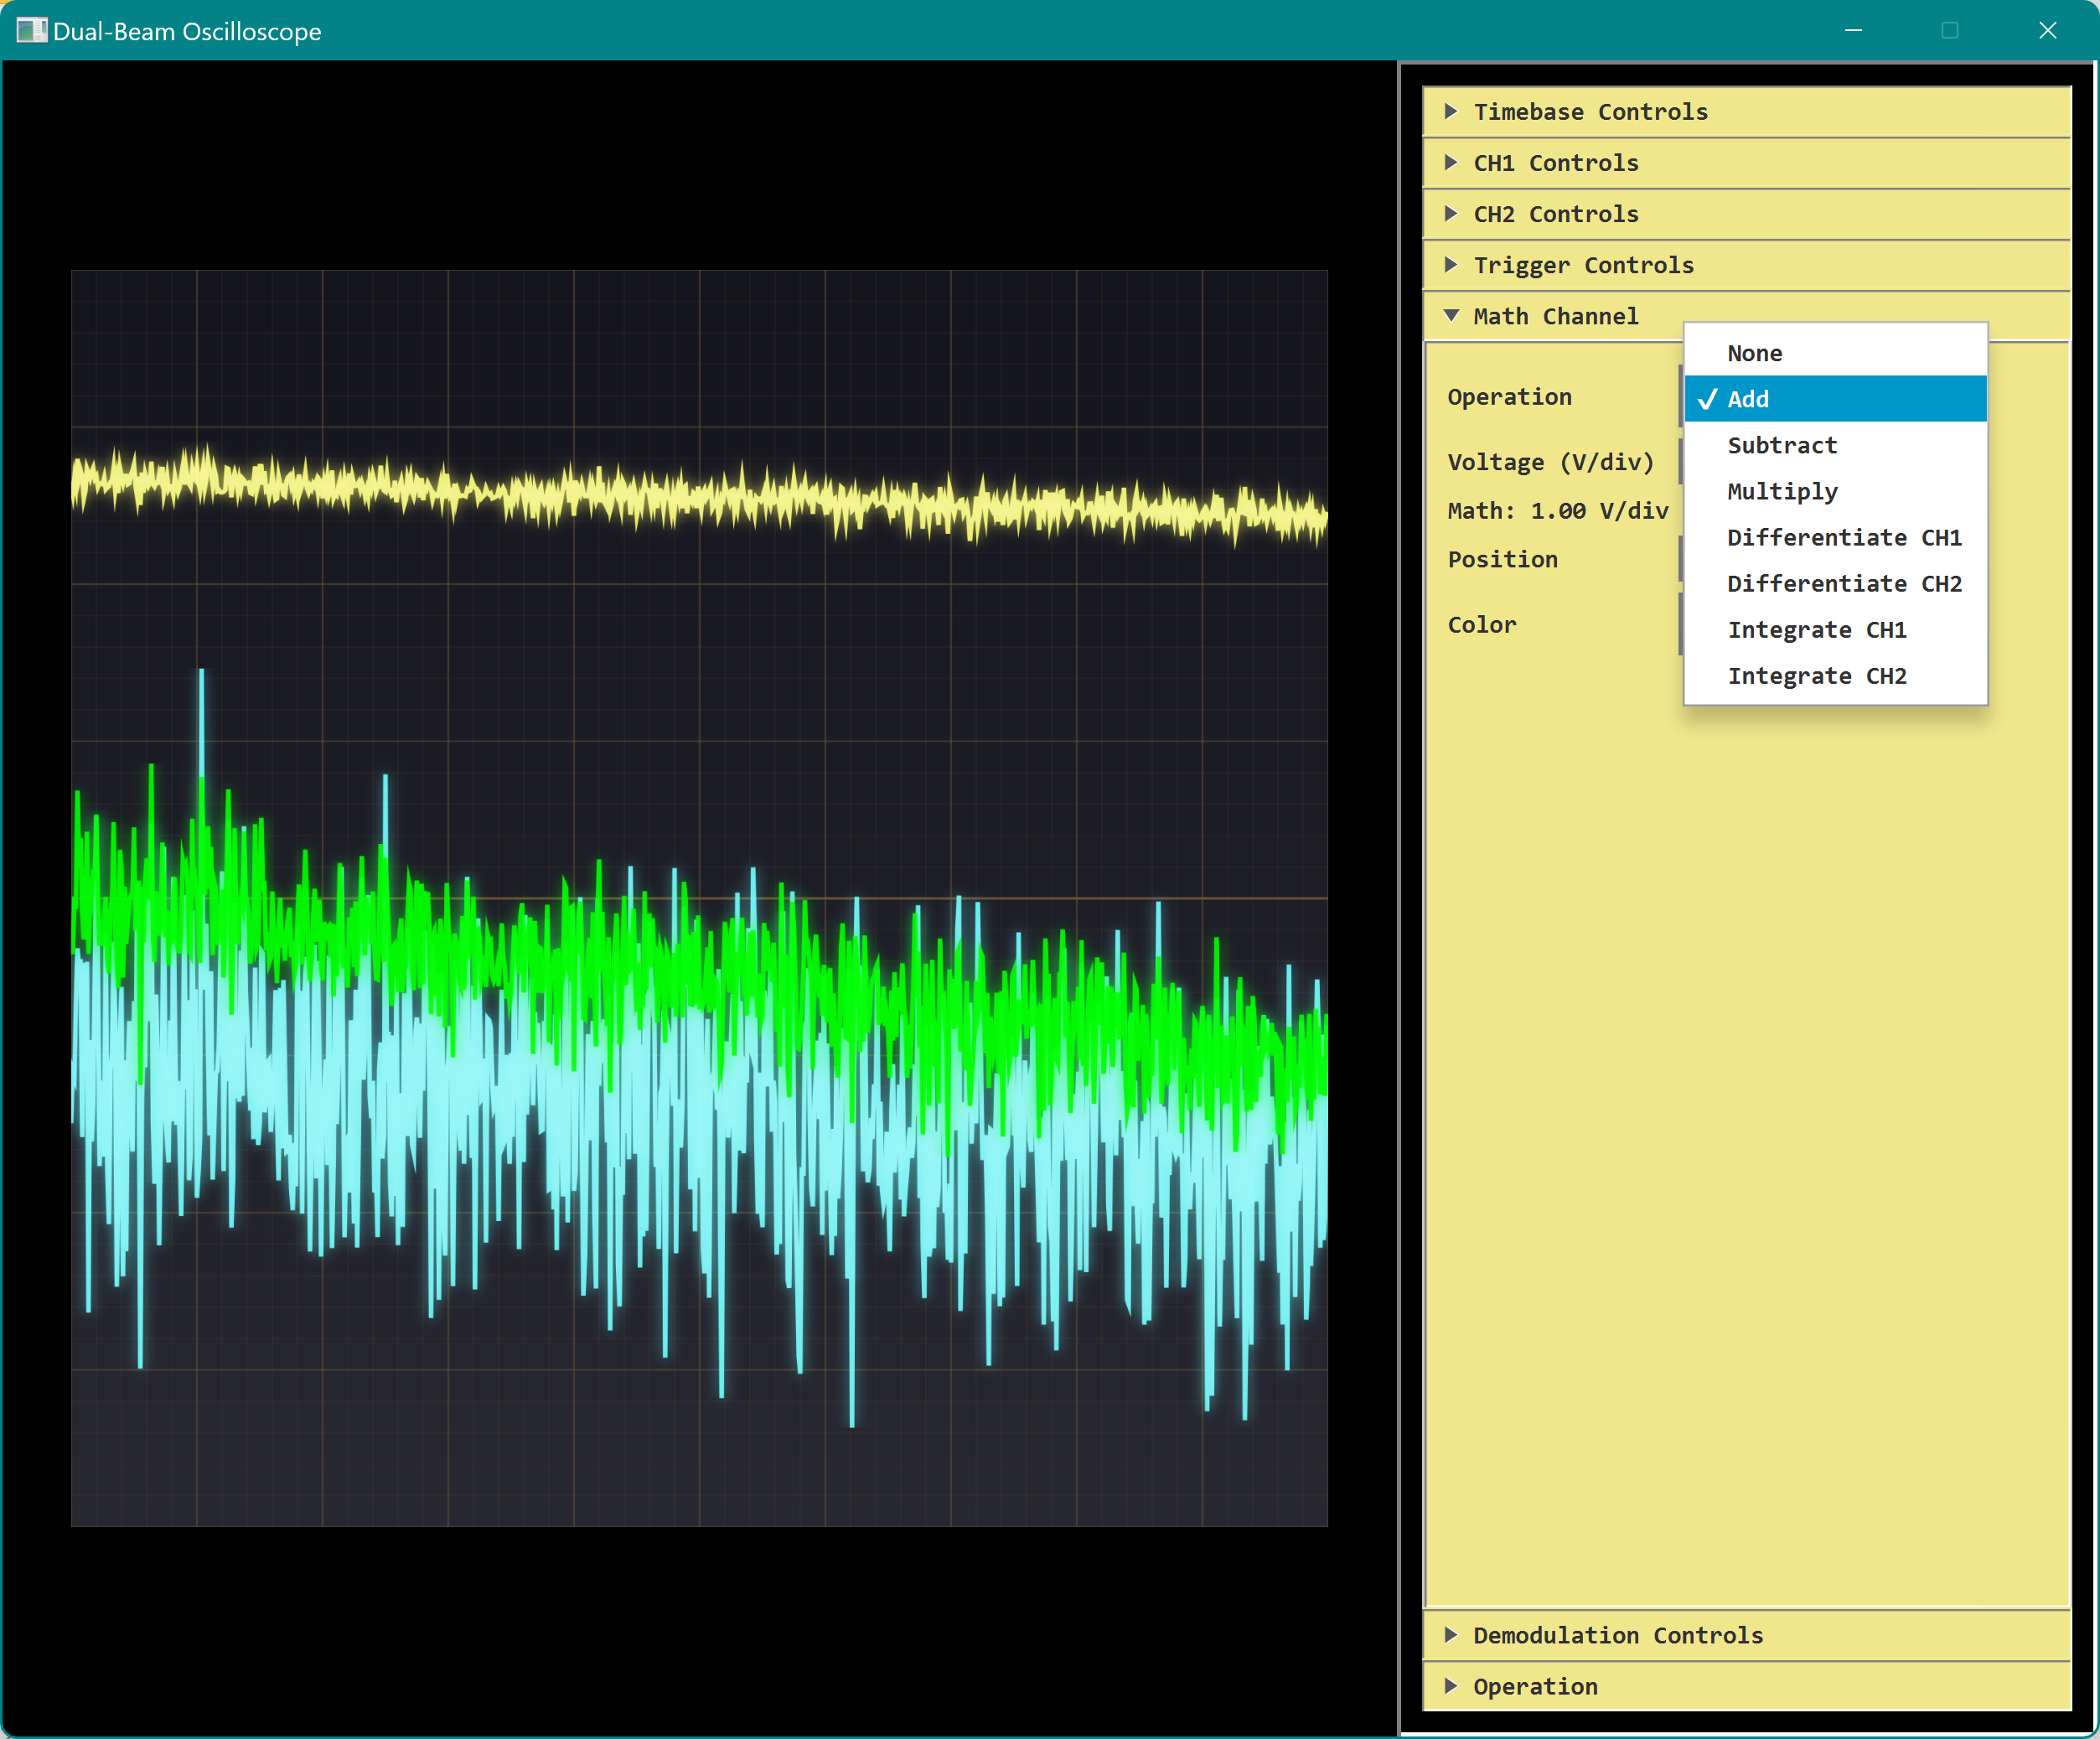 Dual-Beam Oscilloscope
Timebase Controls
CH1 Controls
CH2 Controls
Trigger Controls
Math Channel
Operation
Voltage (V/div)
Math: 1.00 V/div
Position
Color
None
Add
Subtract
Multiply
Differentiate CH1
Differentiate CH2
Integrate CH1
Integrate CH2
Demodulation Controls
Operation